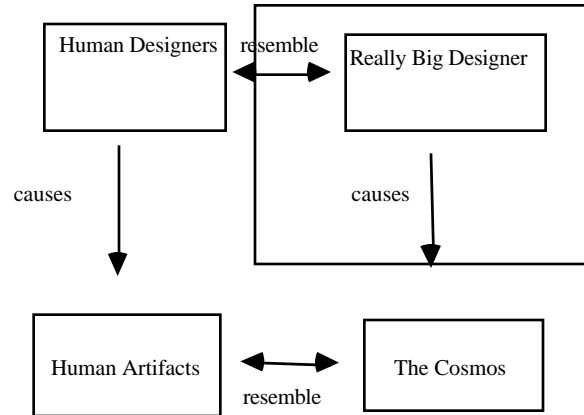 Human Designers
resemble
Really Big Designer
causes
causes
Human Artifacts
The Cosmos
resemble